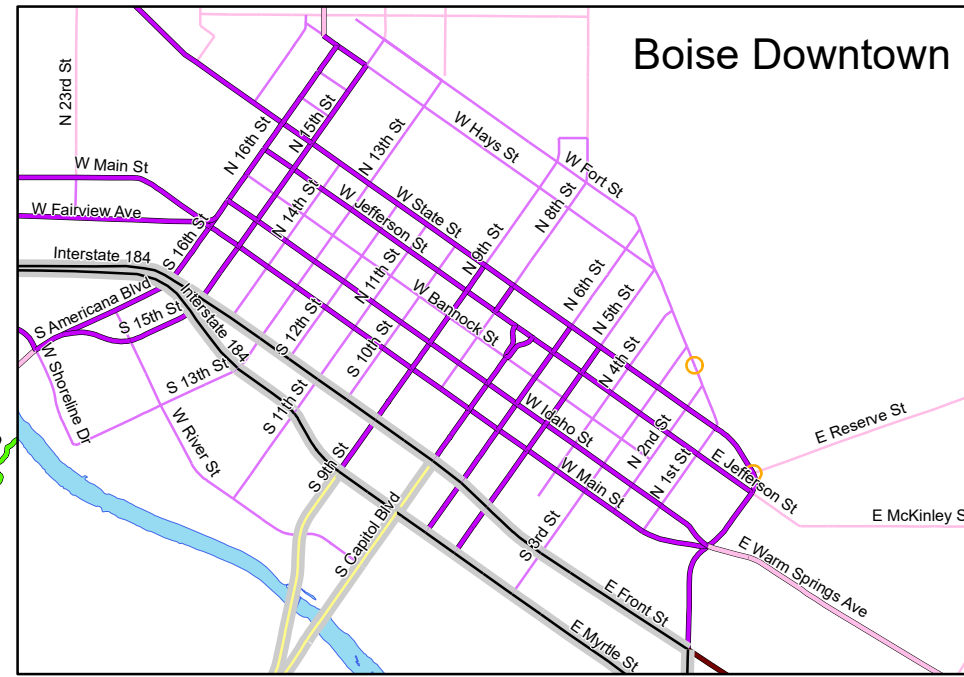 Boise Downtown
N 23rd St
W Main St
W Fairview Ave
Interstate 184
N 16th St
N 15th St
N 13th St
W Hays St
W Fort St
N 8th St
N 14th St
W Jefferson St
W State St
N 9th St
S 16th St
N 11th St
W Bannock St
N 6th St
N 5th St
S Americana Blvd
S 15th St
Interstate 184
S 12th St
S 10th St
N 4th St
W Shoreline Dr
S 13th St
W River St
S 11th St
W Idaho St
N 2nd St
E Reserve St
S 9th St
W Main St
N 1st St
E Jefferson St
E McKinley S
S Capitol Blvd
S 3rd St
E Warm Springs Ave
E Front St
E Myrtle St